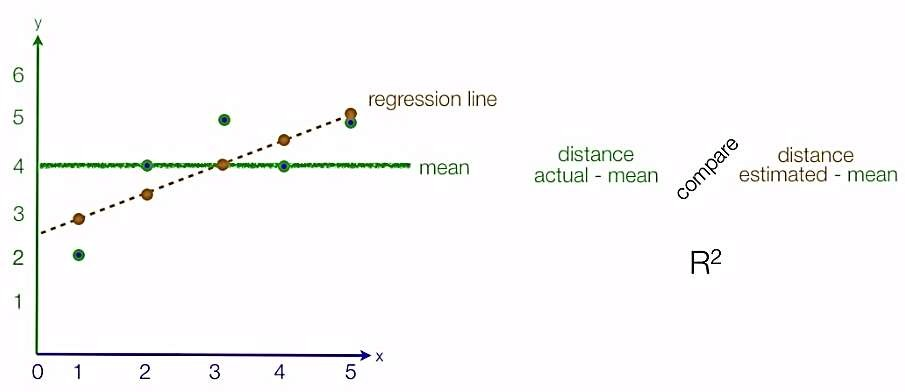 y
6
5
4
3
2
1
0 1 2 3 4 5
x
regression line
mean
distance
actual - mean
compare
distance
estimated - mean
R²